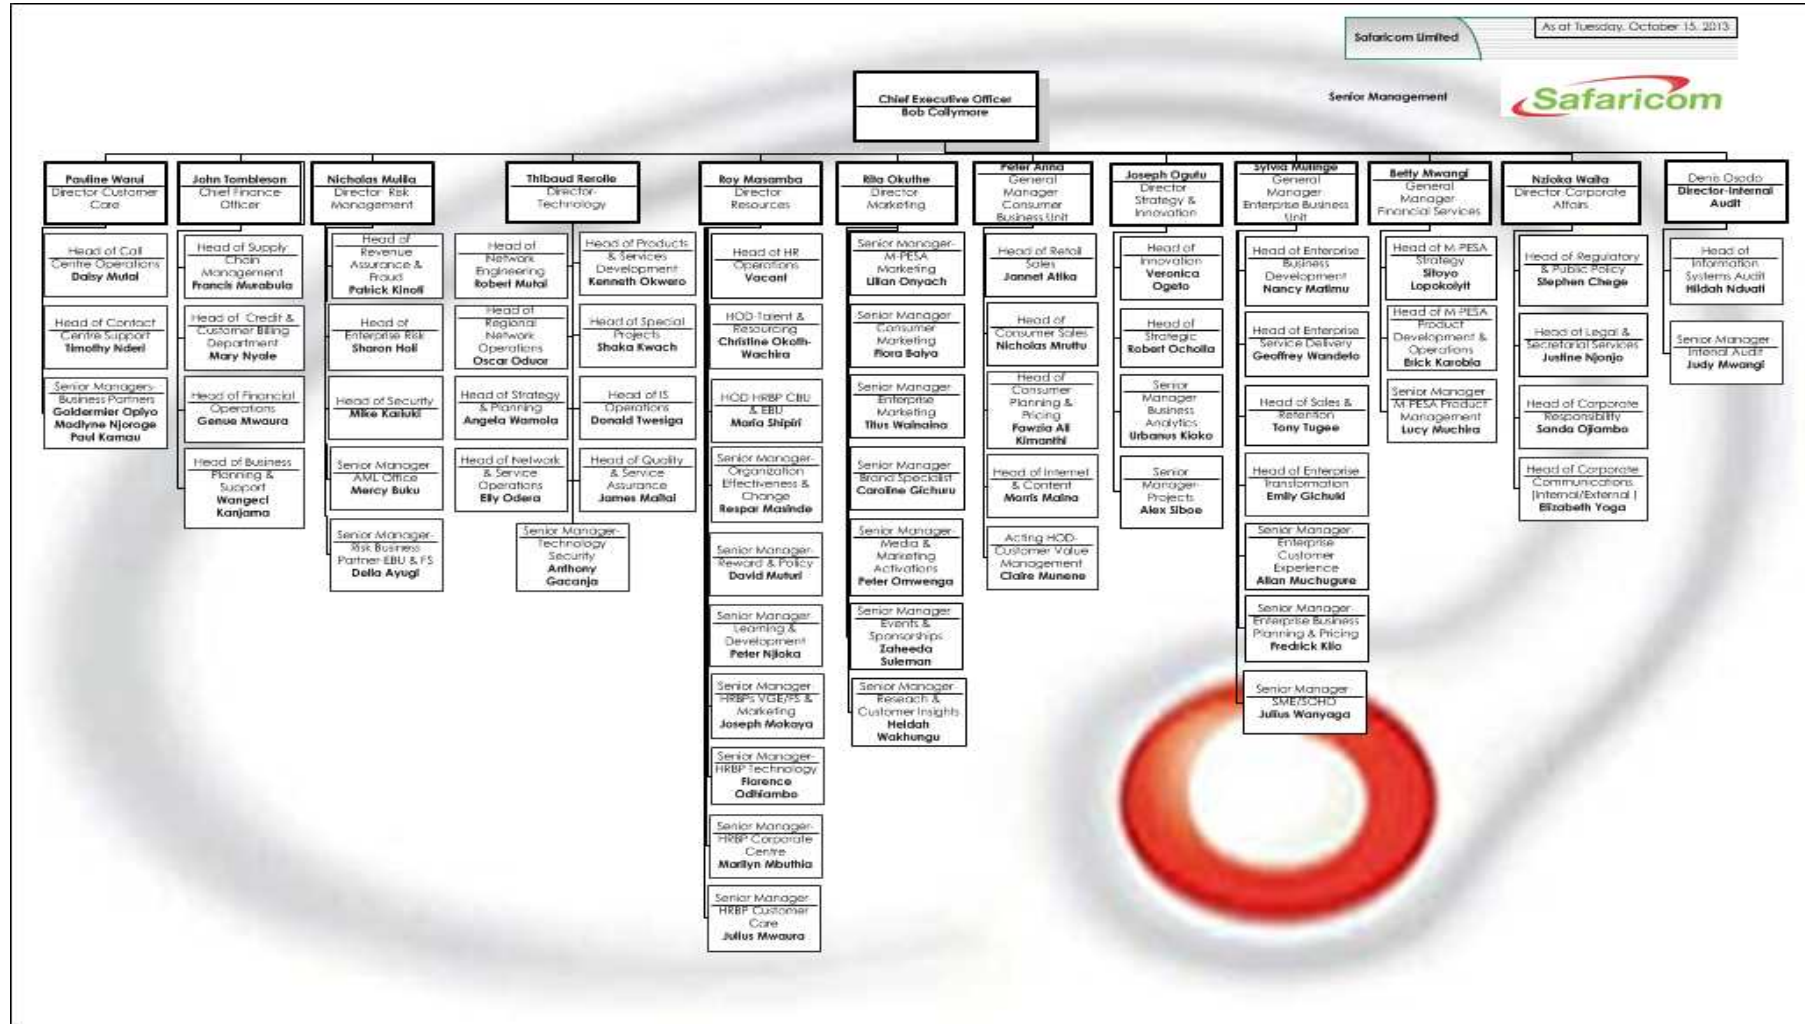 Safaricom Limited
As at Tuesday, October 15, 2013
Senior Management
Safaricom
Chief Executive Officer
Bob Collymore
Pauline Warui
Director Customer
Care
Head of Call
Centre Operations
Daisy Mutai
Head of Contact
Centre Support
Timothy Nderi
Senior Managers-
Business Partners
Goldermier Opiyo
Madlyne Njoroge
Paul Kamau
John Tombleson
Chief Finance
Officer
Head of Supply
Chain
Management
Francis Murabula
Head of Credit &
Customer Billing
Department
Mary Nyale
Head of Financial
Operations
Genue Mwaura
Head of Business
Planning &
Support
Wangeci
Kanjama
Nicholas Mulila
Director Risk
Management
Head of
Revenue
Assurance &
Fraud
Patrick Kinoti
Head of
Enterprise Risk
Sharon Holi
Head of Security
Mike Kariuki
Senior Manager
AML Office
Mercy Buku
Senior Manager-
Risk Business
Partner-EBU & FS
Delia Ayugi
Thibaud Rerolle
Director-
Technology
Head of
Network
Engineering
Robert Mutai
Head of
Regional
Network
Operations
Oscar Oduor
Head of Strategy
& Planning
Angela Wamola
Head of Network
& Service
Operations
Elly Odera
Head of Products
& Services
Development
Kenneth Okwero
Head of Special
Projects
Shaka Kwach
Head of IS
Operations
Donald Twesiga
Head of Quality
& Service
Assurance
James Maitai
Senior Manager-
Technology
Security
Anthony
Gacanja
Roy Masamba
Director
Resources
Head of HR
Operations
Vacant
HOD-Talent &
Resourcing
Christine Okoth-
Wachira
HOD HRBP CBU
& EBU
Maria Shipiri
Senior Manager-
Organization
Effectiveness &
Change
Respar Masinde
Senior Manager-
Reward & Policy
David Muturi
Senior Manager
Learning &
Development
Peter Njioka
Senior Manager
HRBPs VGE/FS &
Marketing
Joseph Mokaya
Senior Manager-
HRBP Technology
Florence
Odhiambo
Senior Manager-
HRBP Corporate
Centre
Marilyn Mbuthia
Senior Manager
HRBP Customer
Care
Julius Mwaura
Rita Okuthe
Director
Marketing
Senior Manager-
M-PESA
Marketing
Lilian Onyach
Senior Manager
Consumer
Marketing
Flora Baiya
Senior Manager
Enterprise
Marketing
Titus Wainaina
Senior Manager
Brand Specialist
Caroline Gichuru
Senior Manager-
Media &
Marketing
Activations
Peter Omwenga
Senior Manager
Events &
Sponsorships
Zaheeda
Suleman
Senior Manager
Reseach &
Customer Insights
Heldah
Wakhungu
Peter Arina
General
Manager
Consumer
Business Unit
Head of Retail
Sales
Jannet Atika
Head of
Consumer Sales
Nicholas Mruttu
Head of
Consumer
Planning &
Pricing
Fawzia Ali
Kimanthi
Head of Internet
& Content
Morris Maina
Acting HOD-
Customer Value
Management
Claire Munene
Joseph Ogutu
Director
Strategy &
Innovation
Head of
Innovation
Veronica
Ogeto
Head of
Strategic
Robert Ocholla
Senior
Manager
Business
Analytics
Urbanus Kioko
Senior
Manager-
Projects
Alex Siboe
Sylvia Mulinge
General
Manager
Enterprise Business
Unit
Head of Enterprise
Business
Development
Nancy Matimu
Head of Enterprise
Service Delivery
Geoffrey Wandeto
Head of Sales &
Retention
Tony Tugee
Head of Enterprise
Transformation
Emily Gichuki
Senior Manager-
Enterprise
Customer
Experience
Allan Muchugure
Senior Manager
Enterprise Business
Planning & Pricing
Fredrick Kilo
Senior Manager
SME/SOHO
Julius Wanyaga
Betty Mwangi
General
Manager
Financial Services
Head of M-PESA
Strategy
Sitoyo
Lopokoiyit
Head of M-PESA
Product
Development &
Operations
Erick Karobia
Senior Manager
M-PESA Product
Management
Lucy Muchira
Nzioka Waita
Director-Corporate
Affairs
Head of Regulatory
& Public Policy
Stephen Chege
Head of Legal &
Secretarial Services
Justine Njonjo
Head of Corporate
Responsibility
Sanda Ojiambo
Head of Corporate
Communications
(Internal/External )
Elizabeth Yoga
Denis Osodo
Director-Internal
Audit
Head of
Information
Systems Audit
Hildah Nduati
Senior Manager
Internal Audit
Judy Mwangi